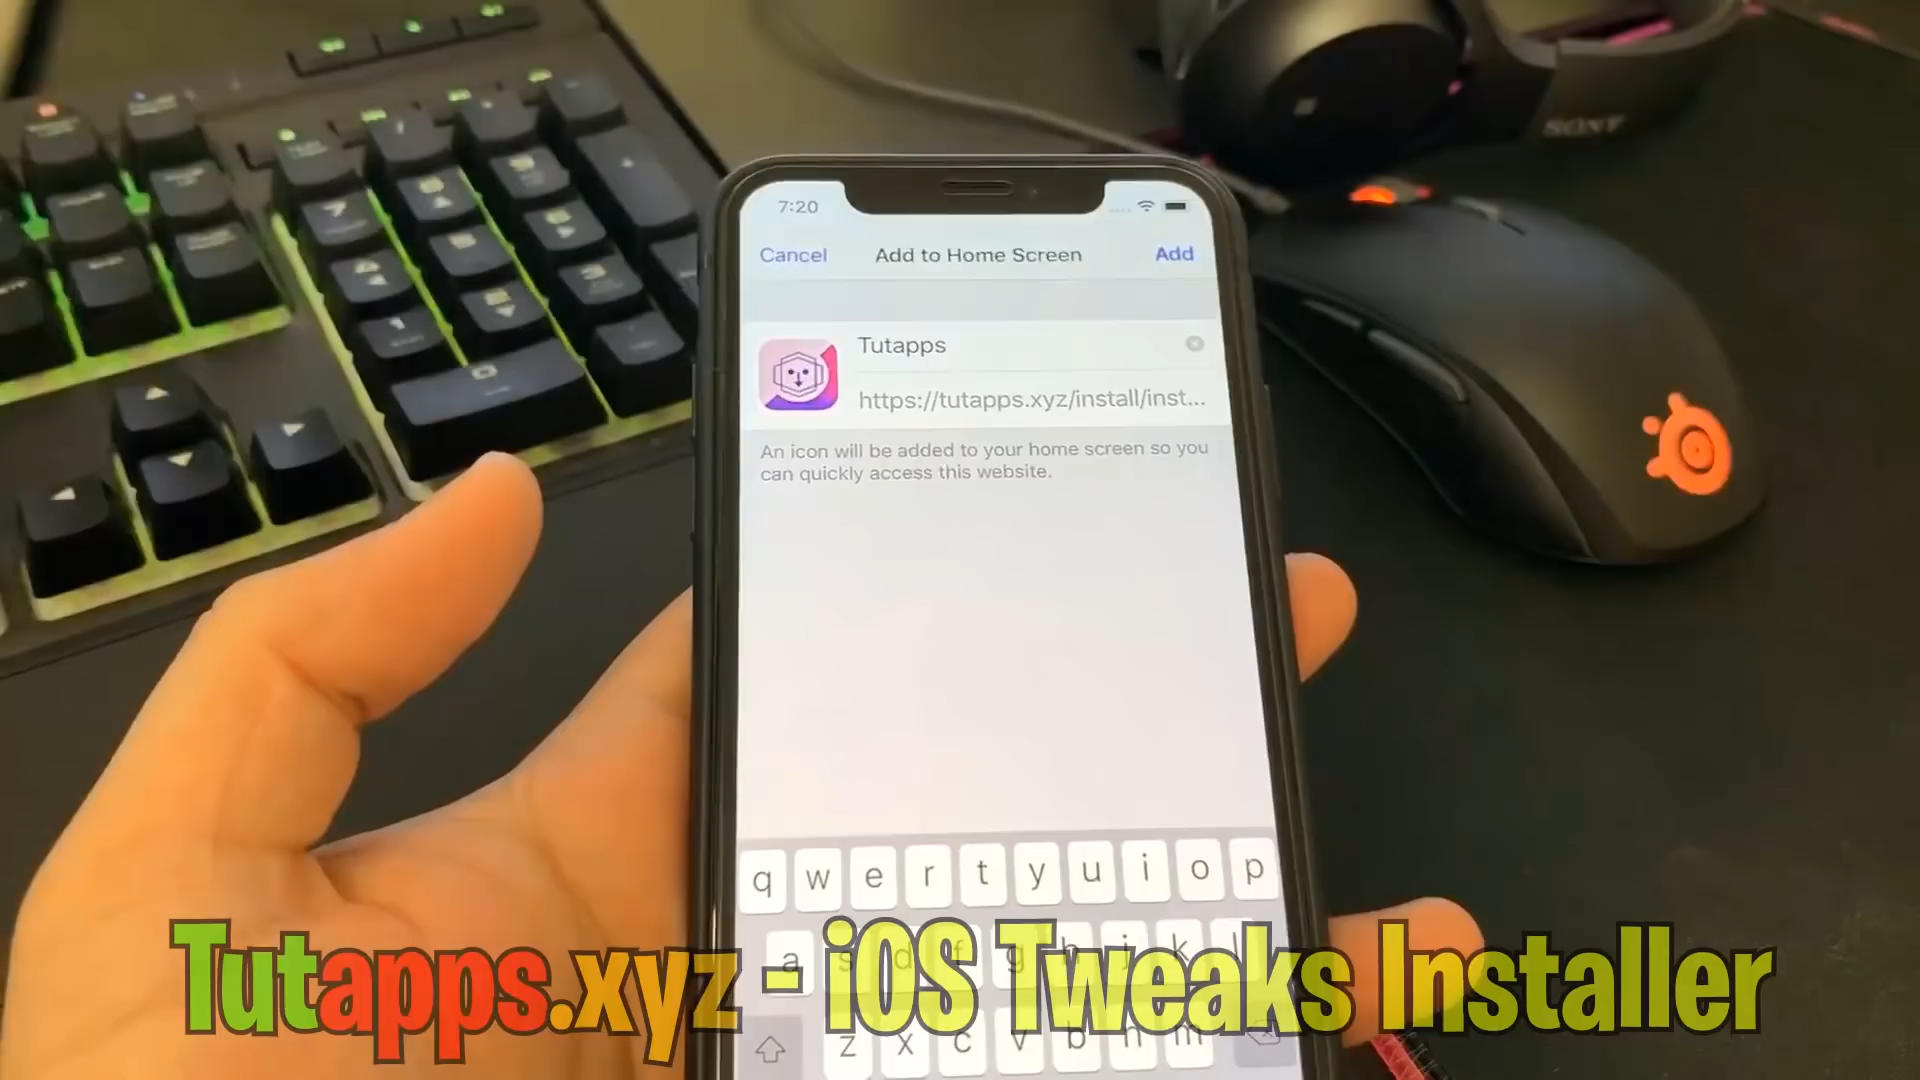 SONY
7:20
Cancel Add to Home Screen Add
Tutapps
https://tutapps.xyz/install/inst...
An icon will be added to your home screen so you
can quickly access this website.
q w e r t y u i o p
a s d f g h j k l
z x c v b n m
Tutapps.xyz - iOS Tweaks Installer